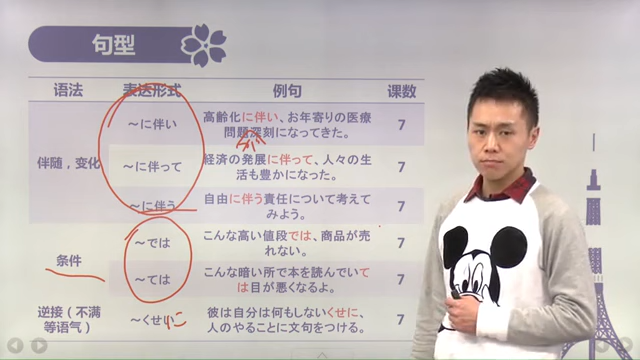 句型
语法 表达形式 例句 课数
伴随，变化
～に伴い
高齢化に伴い、お年寄りの医療
問題深刻になってきた。
7
～に伴って
経済の発展に伴って、人々の生
活も豊かになった。
7
～に伴う
自由に伴う責任について考えて
みよう。
7
条件
～では
こんな高い値段では、商品が売
れない。
7
～ては
こんな暗い所で本を読んでいて
は目が悪くなるよ。
7
逆接（不满
等语气）
～くせに
彼は自分は何もしないくせに、
人のやることに文句をつける。
7